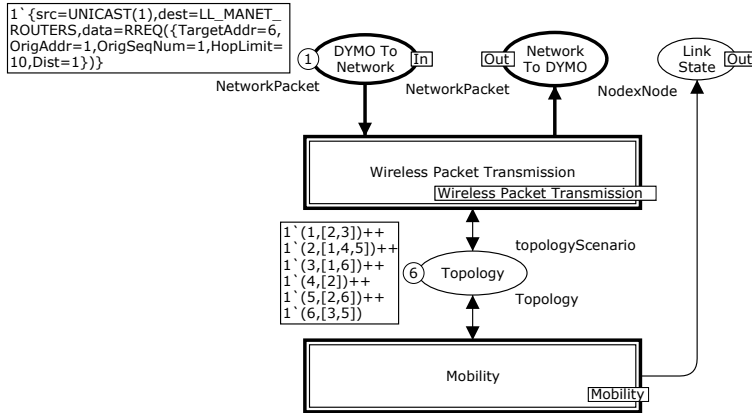 1`{src=UNICAST(1),dest=LL_MANET_
ROUTERS,data=RREQ({TargetAddr=6,
OrigAddr=1,OrigSeqNum=1,HopLimit=
10,Dist=1})}
1
DYMO To
Network
In
NetworkPacket
Out
Network
To DYMO
NetworkPacket
Link
State
Out
NodexNode
Wireless Packet Transmission
Wireless Packet Transmission
1`(1,[2,3])++
1`(2,[1,4,5])++
1`(3,[1,6])++
1`(4,[2])++
1`(5,[2,6])++
1`(6,[3,5])
topologyScenario
6
Topology
Topology
Mobility
Mobility